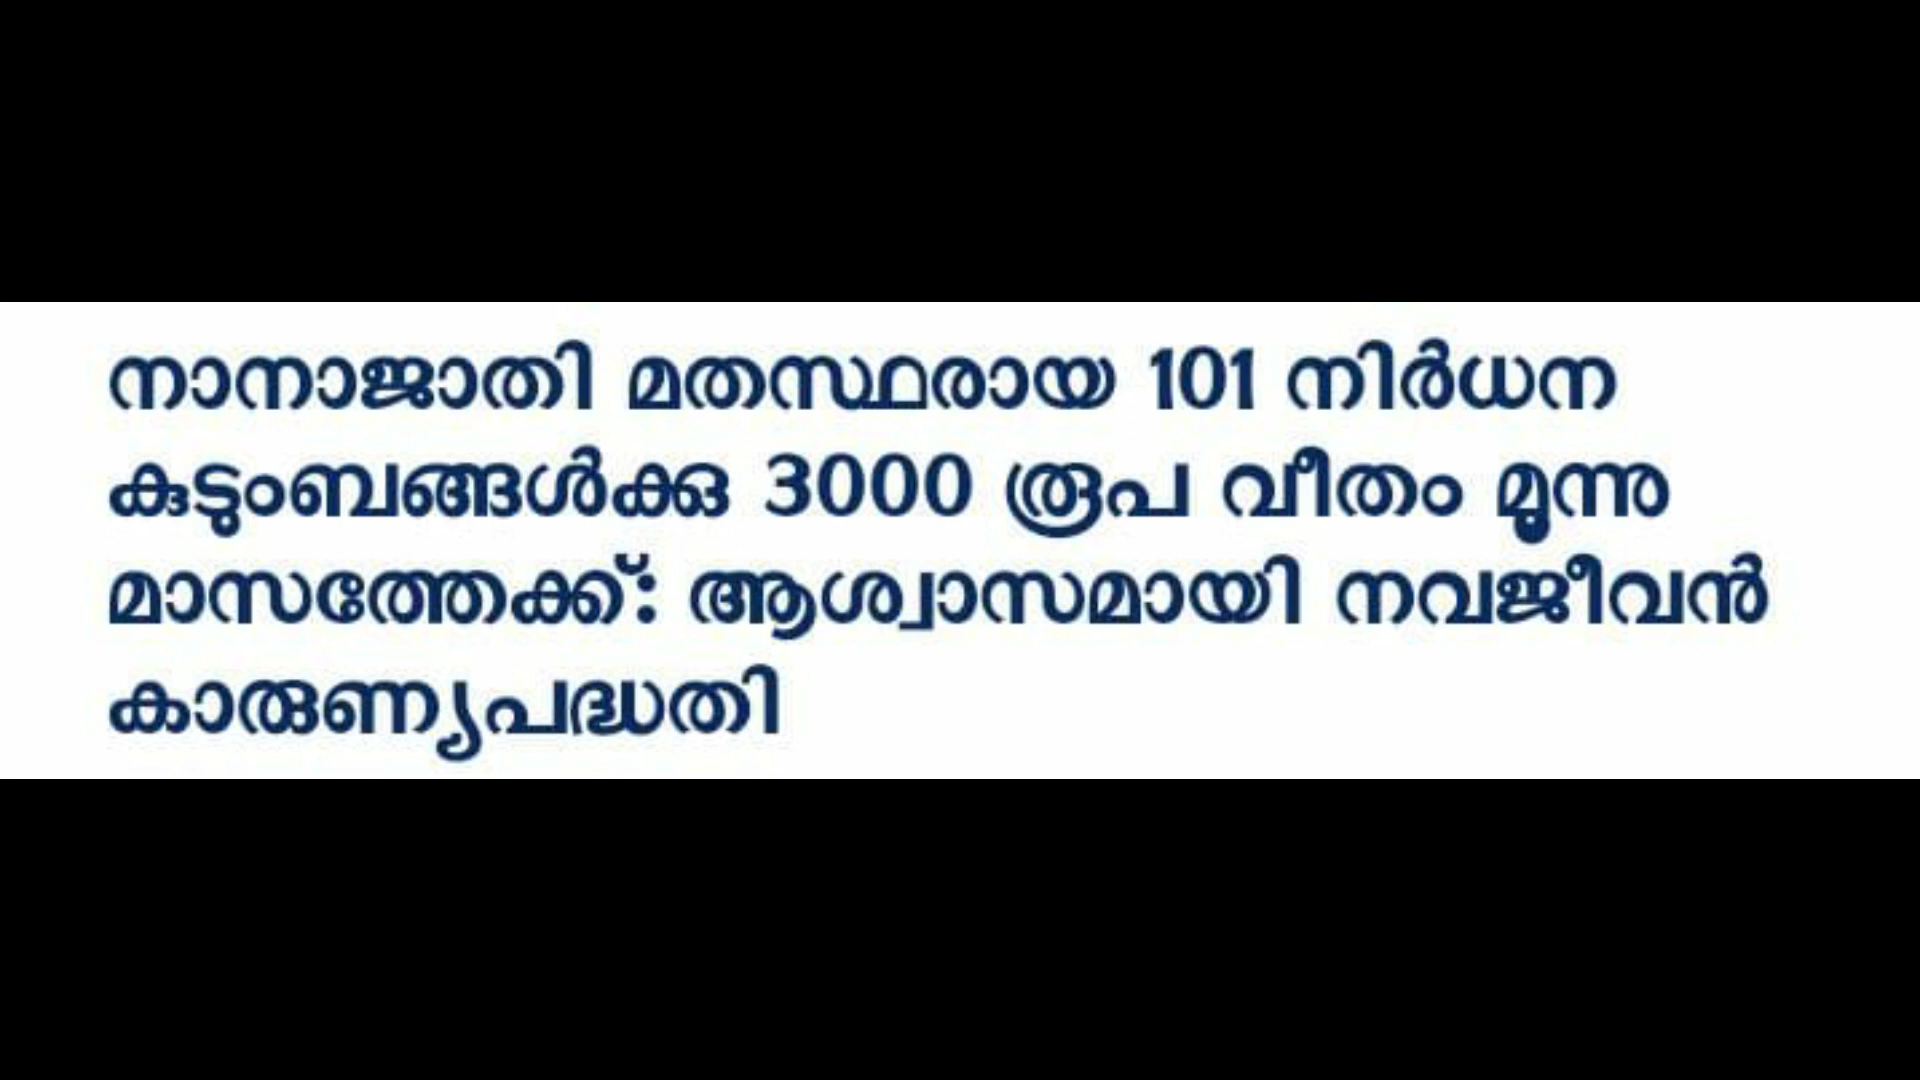 നാനാജാതി മതസ്ഥരായ 101 നിർധന
കുടുംബങ്ങൾക്കു 3000 രൂപ വീതം മൂന്നു
മാസത്തേക്ക്: ആശ്വാസമായി നവജീവൻ
കാരുണ്യപദ്ധതി